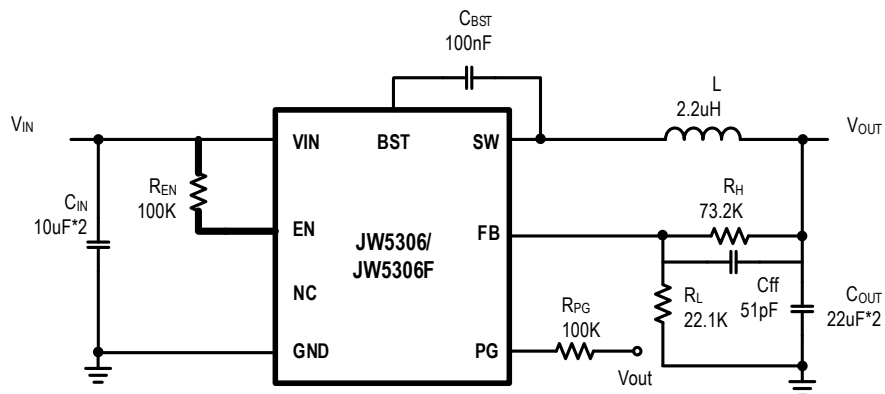 CBST
100nF
L
2.2uH
VIN
VOUT
VIN
BST
SW
REN
100K
CIN
10uF*2
RH
73.2K
EN
FB
JW5306/
JW5306F
NC
Cff
51pF
RL
22.1K
COUT
22uF*2
RPG
100K
GND
PG
Vout